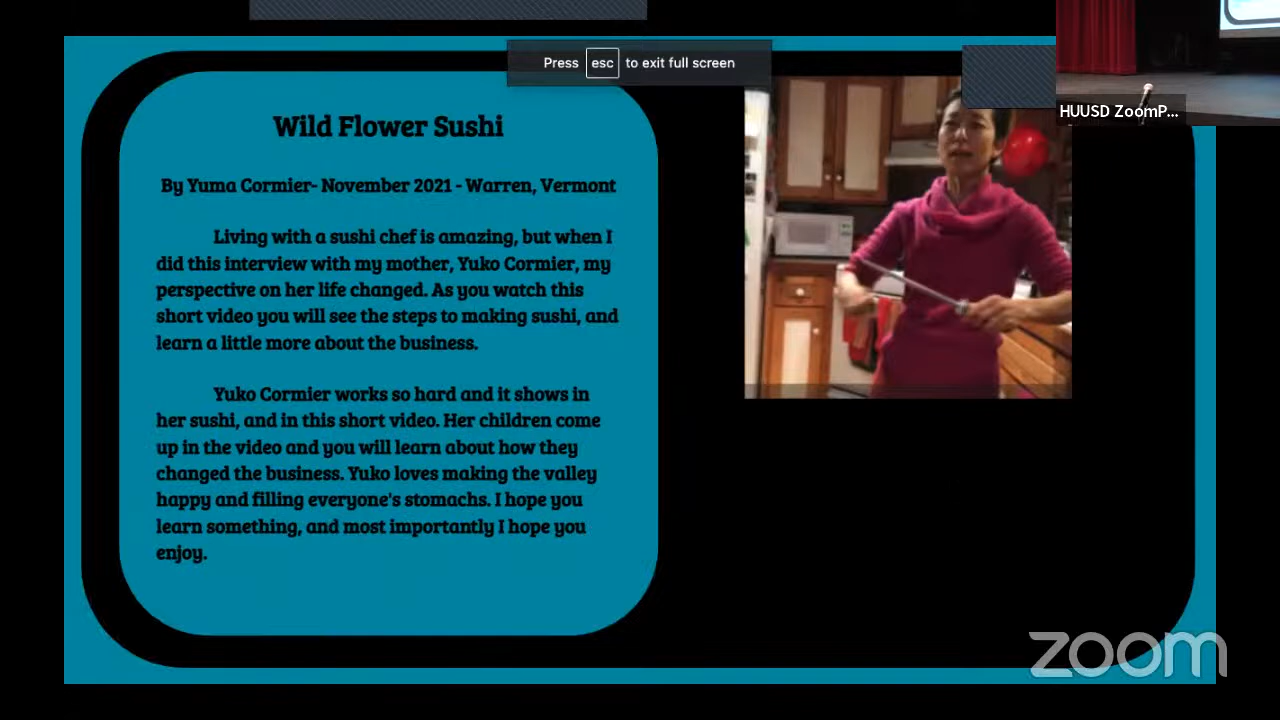 Press esc to exit full screen
HUUSD ZoomP...
Wild Flower Sushi
By Yuma Cormier- November 2021 - Warren, Vermont
Living with a sushi chef is amazing, but when I
did this interview with my mother, Yuko Cormier, my
perspective on her life changed. As you watch this
short video you will see the steps to making sushi, and
learn a little more about the business.
Yuko Cormier works so hard and it shows in
her sushi, and in this short video. Her children come
up in the video and you will learn about how they
changed the business. Yuko loves making the valley
happy and filling everyone's stomachs. I hope you
learn something, and most importantly I hope you
enjoy.
zoom